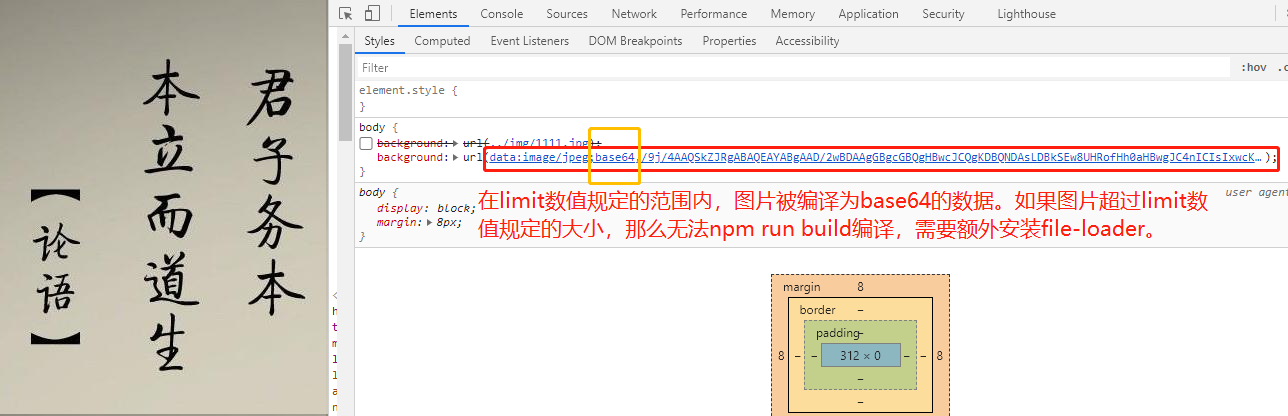 君子务本
本立而道生
【论语】
Elements Console Sources Network Performance Memory Application Security Lighthouse
Styles Computed Event Listeners DOM Breakpoints Properties Accessibility
Filter
:hov .c
element.style {
}
body {
background: url(../img/1111.jpg);
background: url(data:image/jpeg;base64,/9j/4AAQSkZJRgABAQEAYABgAAD/2wBDAAgGBgcGBQgHBwcJCQgKDBQNDAsLDBkSEw8UHRofHh0aHBwgJC4nICIsIxwcK… );
}
body {
user agent
display: block;
margin: 8px;
}
在limit数值规定的范围内，图片被编译为base64的数据。如果图片超过limit数
值规定的大小，那么无法npm run build编译，需要额外安装file-loader。
margin 8
border –
padding–
8 – – 312 × 0 – – 8
–
–